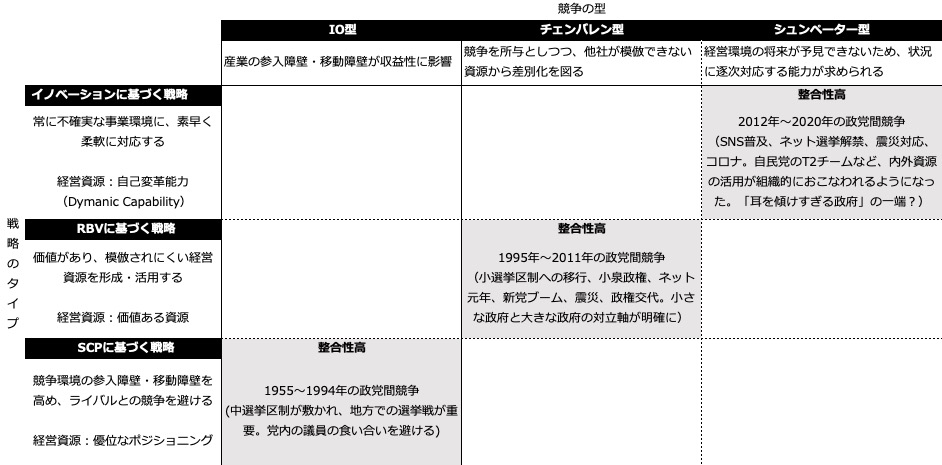 競争の型
IO型
チェンバレン型
シュンペーター型
産業の参入障壁・移動障壁が収益性に影響
競争を所与としつつ、他社が模倣できない
資源から差別化を図る
経営環境の将来が予見できないため、状況
に逐次対応する能力が求められる
戦略のタイプ
イノベーションに基づく戦略
常に不確実な事業環境に、素早く
柔軟に対応する
経営資源：自己変革能力
（Dymanic Capability）
整合性高
2012年～2020年の政党間競争
（SNS普及、ネット選挙解禁、震災対応、
コロナ。自民党のT2チームなど、内外資源
の活用が組織的におこなわれるようになっ
た。「耳を傾けすぎる政府」の一端？）
RBVに基づく戦略
価値があり、模倣されにくい経営
資源を形成・活用する
経営資源：価値ある資源
整合性高
1995年～2011年の政党間競争
（小選挙区制への移行、小泉政権、ネット
元年、新党ブーム、震災、政権交代。小さ
な政府と大きな政府の対立軸が明確に）
SCPに基づく戦略
競争環境の参入障壁・移動障壁を
高め、ライバルとの競争を避ける
経営資源：優位なポジショニング
整合性高
1955～1994年の政党間競争
(中選挙区制が敷かれ、地方での選挙戦が重
要。党内の議員の食い合いを避ける)